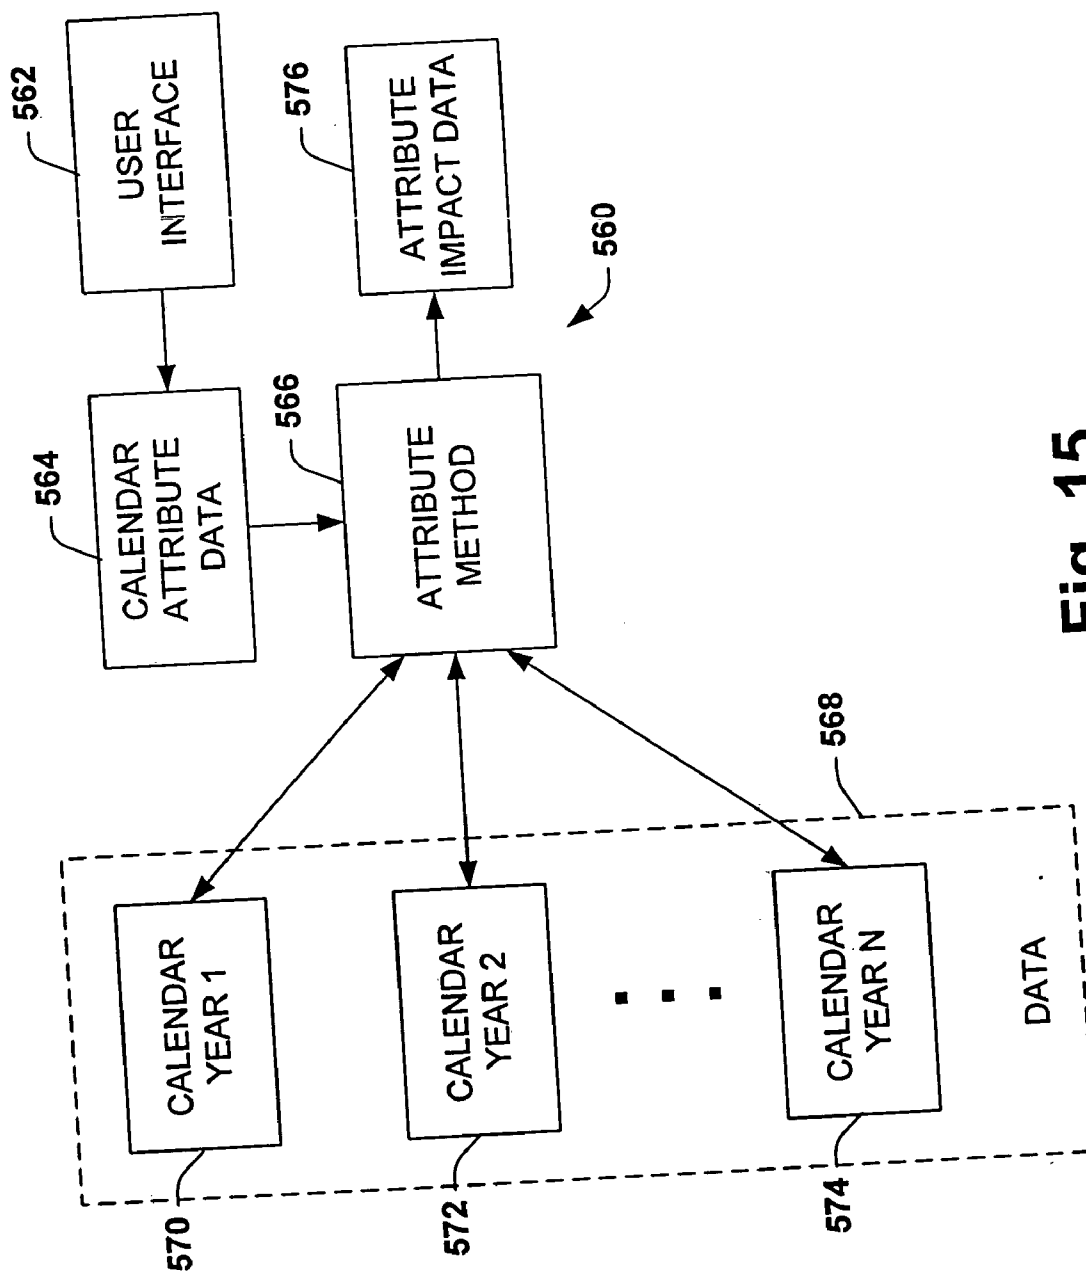 562
USER
INTERFACE
564
CALENDAR
ATTRIBUTE
DATA
566
ATTRIBUTE
METHOD
576
ATTRIBUTE
IMPACT DATA
560
570
CALENDAR
YEAR 1
572
CALENDAR
YEAR 2
574
CALENDAR
YEAR N
DATA
568
Fig. 15